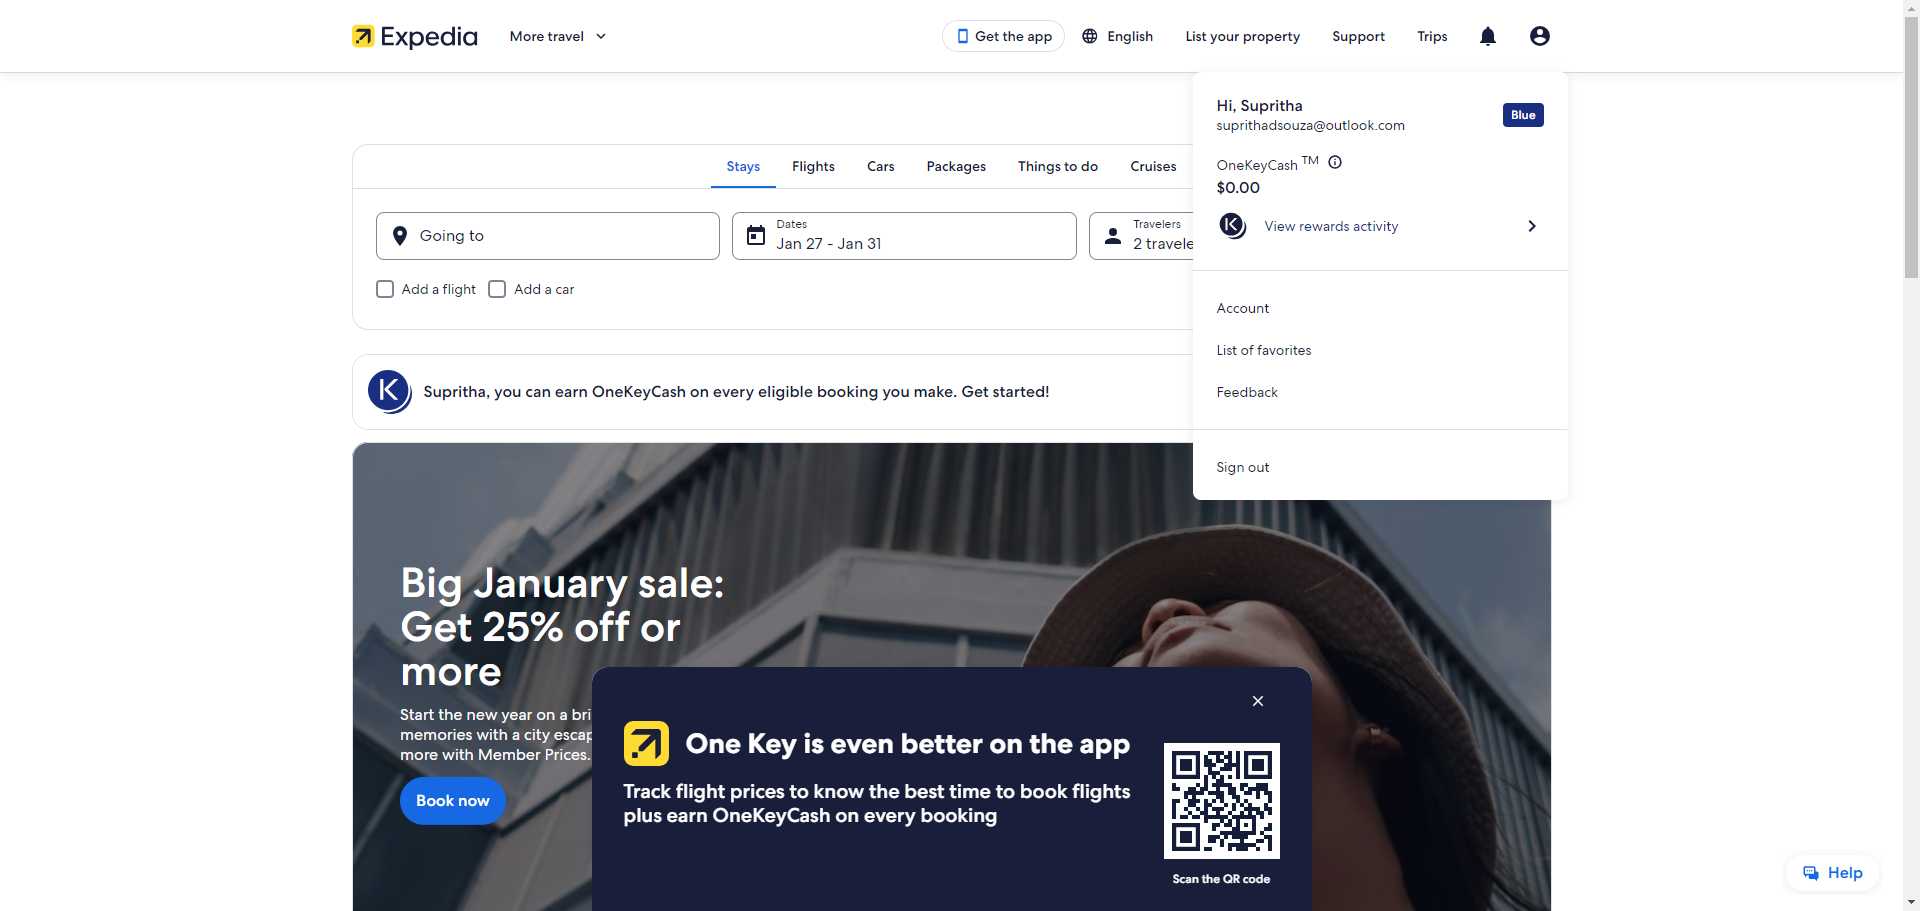 Expedia
More travel
Get the app
English
List your property
Support
Trips
Hi, Supritha
suprithadsouza@outlook.com
Blue
OneKeyCash TM
$0.00
View rewards activity
Account
List of favorites
Feedback
Sign out
Stays
Flights
Cars
Packages
Things to do
Cruises
Going to
Dates
Jan 27 - Jan 31
Travelers
2 travele
Add a flight
Add a car
K
Supritha, you can earn OneKeyCash on every eligible booking you make. Get started!
Big January sale:
Get 25% off or
more
Start the new year on a bri
memories with a city escap
more with Member Prices.
Book now
One Key is even better on the app
Track flight prices to know the best time to book flights
plus earn OneKeyCash on every booking
Scan the QR code
Help